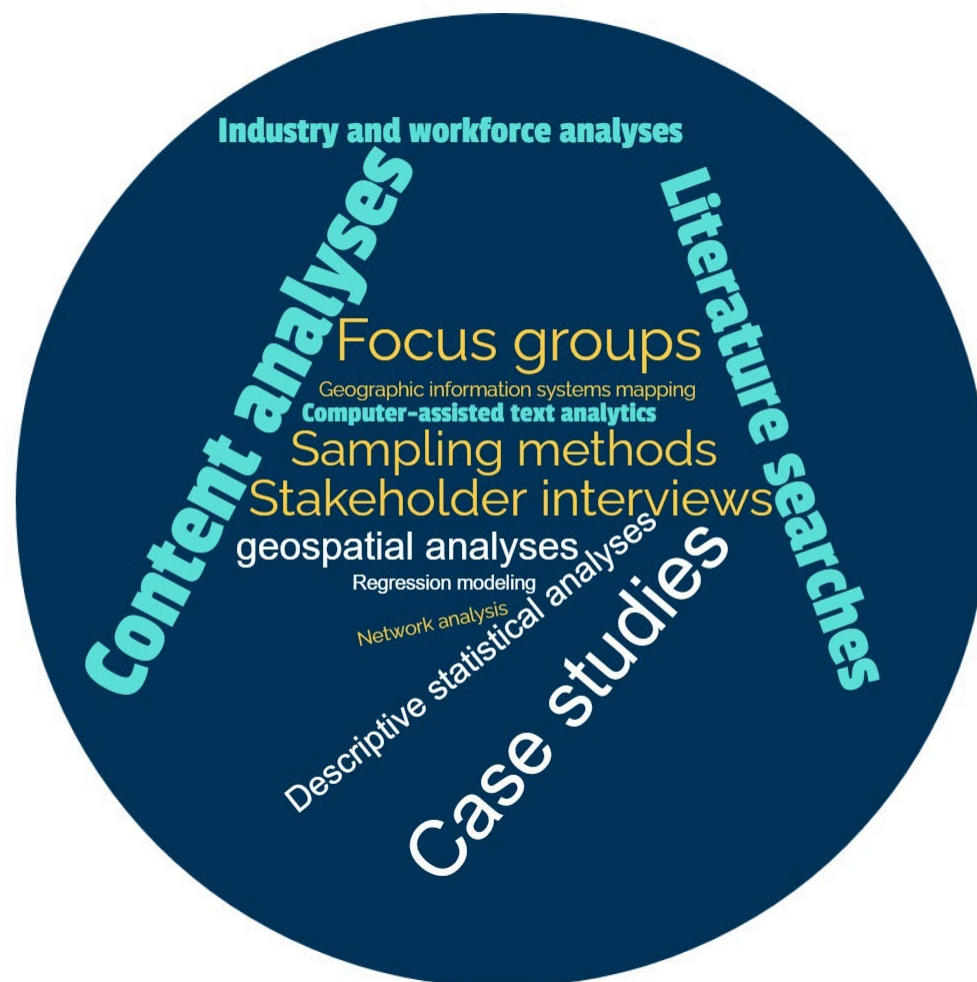 Industry and workforce analyses
Content analyses
Literature searches
Focus groups
Geographic information systems mapping
Computer-assisted text analytics
Sampling methods
Stakeholder interviews
geospatial analyses
Regression modeling
Network analysis
Descriptive statistical analyses
Case studies